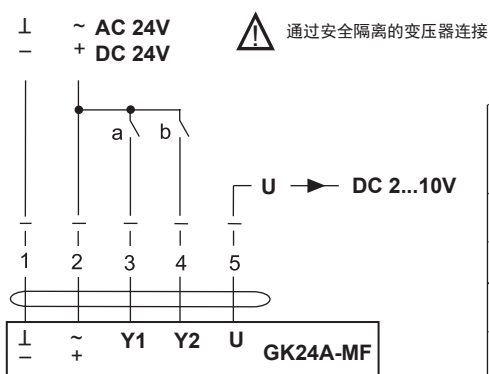 ⊥ ~ AC 24V
− + DC 24V
通过安全隔离的变压器连接
a b
U DC 2...10V
1 2 3 4 5
⊥ ~ Y1 Y2 U
− + GK24A-MF